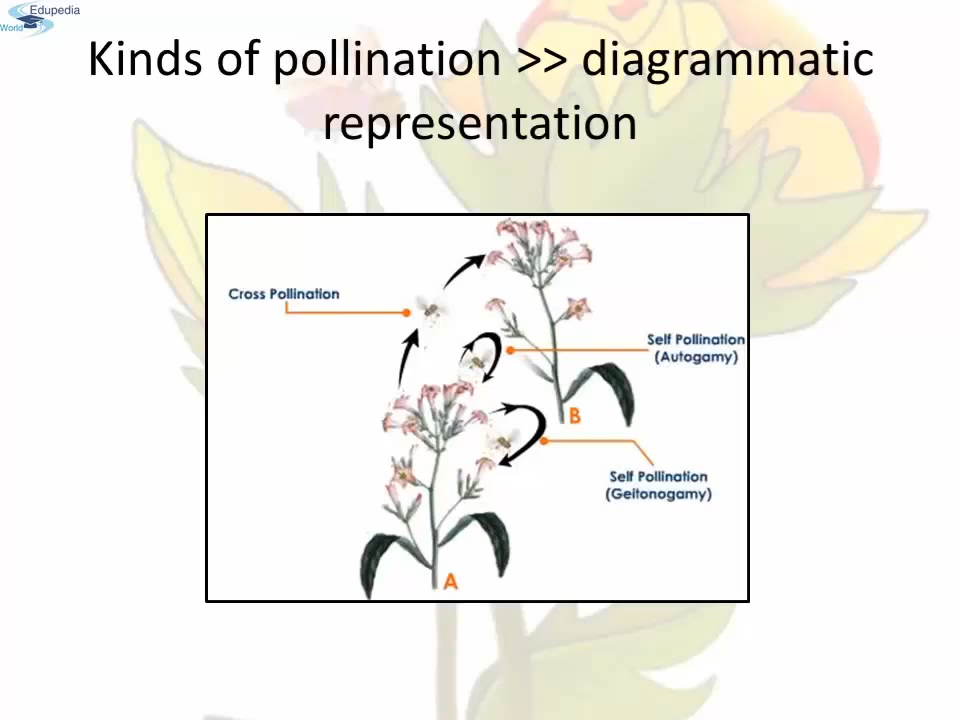 Edupedia
World
Kinds of pollination >> diagrammatic
representation
Cross Pollination
Self Pollination
(Autogamy)
B
Self Pollination
(Geitonogamy)
A